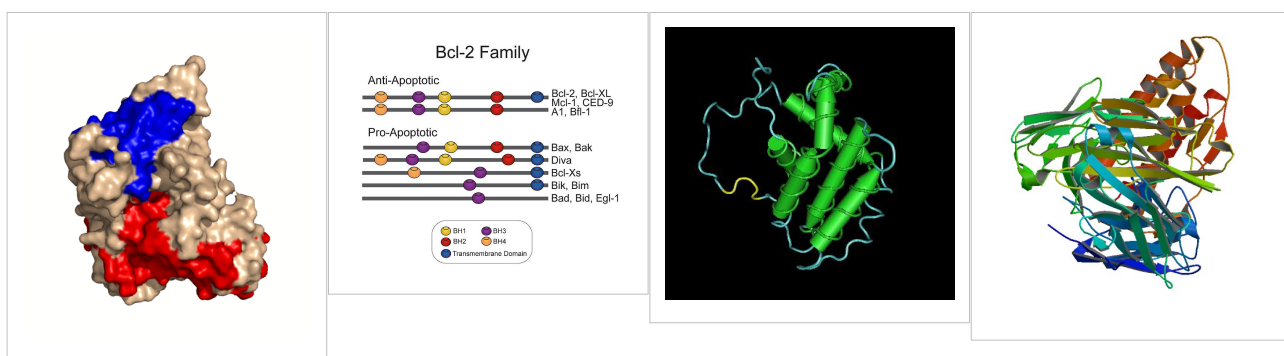 Bcl-2 Family
Anti-Apoptotic
Bcl-2, Bcl-XL
Mcl-1, CED-9
A1, Bfl-1
Pro-Apoptotic
Bax, Bak
Diva
Bcl-Xs
Bik, Bim
Bad, Bid, Egl-1
BH1 BH3
BH2 BH4
Transmembrane Domain